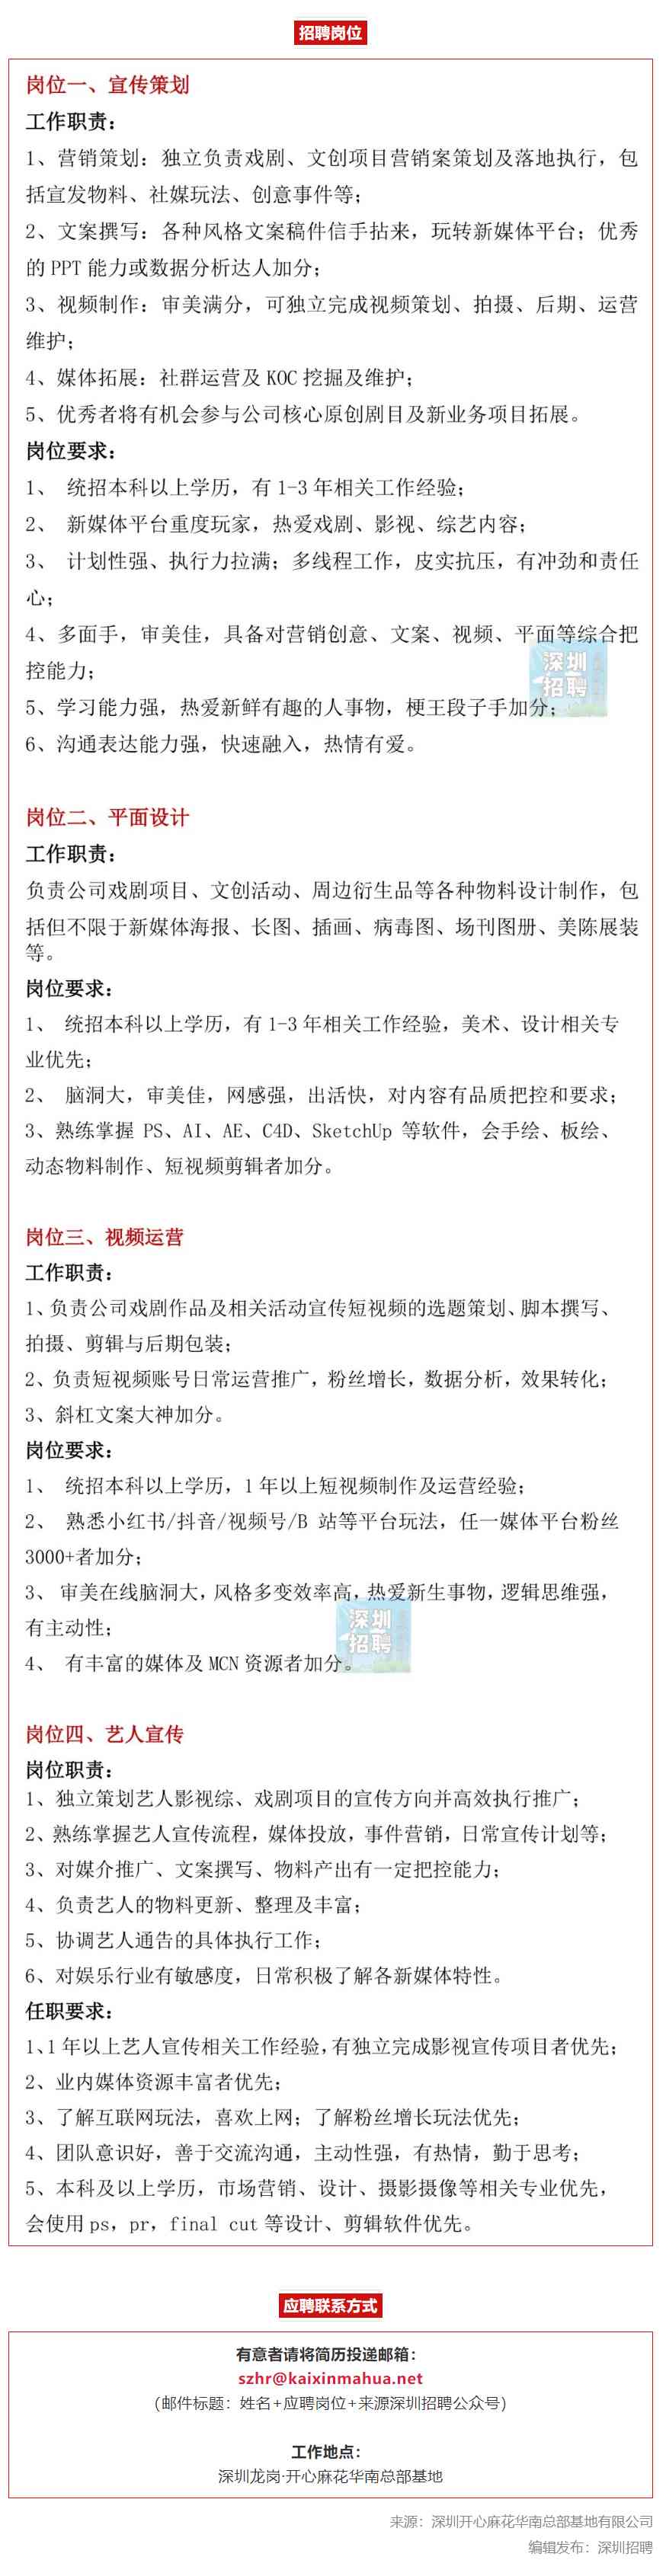 招聘岗位
岗位一、宣传策划
工作职责：
1、营销策划：独立负责戏剧、文创项目营销案策划及落地执行，包
括宣发物料、社媒玩法、创意事件等；
2、文案撰写：各种风格文案稿件信手拈来，玩转新媒体平台；优秀
的 PPT 能力或数据分析达人加分；
3、视频制作：审美满分，可独立完成视频策划、拍摄、后期、运营
维护；
4、媒体拓展：社群运营及 KOC 挖掘及维护；
5、优秀者将有机会参与公司核心原创剧目及新业务项目拓展。
岗位要求：
1、 统招本科以上学历，有 1-3 年相关工作经验；
2、 新媒体平台重度玩家，热爱戏剧、影视、综艺内容；
3、 计划性强、执行力拉满；多线程工作，皮实抗压，有冲劲和责任
心；
4、多面手，审美佳，具备对营销创意、文案、视频、平面等综合把
控能力；
5、学习能力强，热爱新鲜有趣的人事物，梗王段子手加分；
6、沟通表达能力强，快速融入，热情有爱。
深圳
招聘
岗位二、平面设计
工作职责：
负责公司戏剧项目、文创活动、周边衍生品等各种物料设计制作，包
括但不限于新媒体海报、长图、插画、病毒图、场刊图册、美陈展装
等。
岗位要求：
1、 统招本科以上学历，有 1-3 年相关工作经验，美术、设计相关专
业优先；
2、 脑洞大，审美佳，网感强，出活快，对内容有品质把控和要求；
3、熟练掌握 PS、AI、AE、C4D、SketchUp 等软件，会手绘、板绘、
动态物料制作、短视频剪辑者加分。
岗位三、视频运营
工作职责：
1、负责公司戏剧作品及相关活动宣传短视频的选题策划、脚本撰写、
拍摄、剪辑与后期包装；
2、负责短视频账号日常运营推广，粉丝增长，数据分析，效果转化；
3、斜杠文案大神加分。
岗位要求：
1、 统招本科以上学历，1 年以上短视频制作及运营经验；
2、 熟悉小红书/抖音/视频号/B 站等平台玩法，任一媒体平台粉丝
3000+者加分；
3、 审美在线脑洞大，风格多变效率高，热爱新生事物，逻辑思维强，
有主动性；
4、 有丰富的媒体及 MCN 资源者加分。
深圳
招聘
岗位四、艺人宣传
岗位职责：
1、独立策划艺人影视综、戏剧项目的宣传方向并高效执行推广；
2、熟练掌握艺人宣传流程，媒体投放，事件营销，日常宣传计划等；
3、对媒介推广、文案撰写、物料产出有一定把控能力；
4、负责艺人的物料更新、整理及丰富；
5、协调艺人通告的具体执行工作；
6、对娱乐行业有敏感度，日常积极了解各新媒体特性。
任职要求：
1、1 年以上艺人宣传相关工作经验，有独立完成影视宣传项目者优先；
2、业内媒体资源丰富者优先；
3、了解互联网玩法，喜欢上网；了解粉丝增长玩法优先；
4、团队意识好，善于交流沟通，主动性强，有热情，勤于思考；
5、本科及以上学历，市场营销、设计、摄影摄像等相关专业优先，
会使用 ps，pr，final cut 等设计、剪辑软件优先。
应聘联系方式
有意者请将简历投递邮箱：
szhr@kaixinmahua.net
（邮件标题：姓名+应聘岗位+来源深圳招聘公众号）
工作地点：
深圳龙岗·开心麻花华南总部基地
来源：深圳开心麻花华南总部基地有限公司
编辑发布：深圳招聘